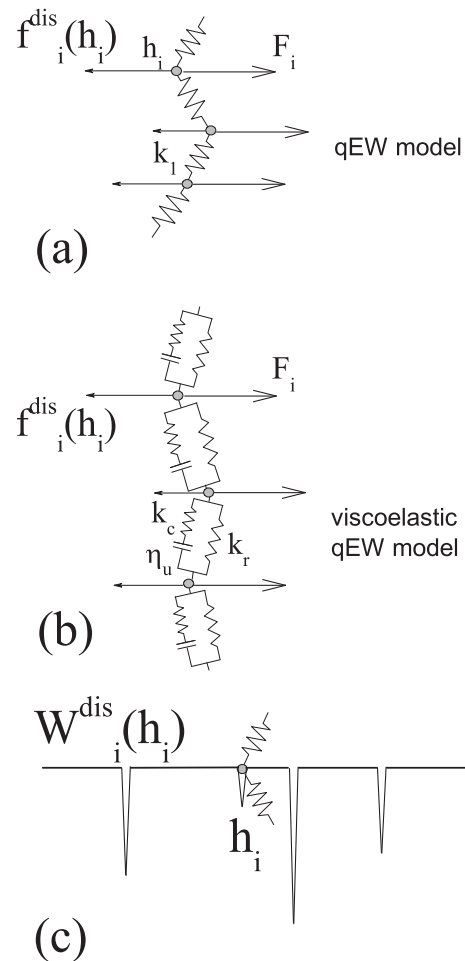 f^dis_i(h_i)
h_i
F_i
k_1
qEW model
(a)
F_i
f^dis_i(h_i)
k_c
η_u
k_r
viscoelastic
qEW model
(b)
W^dis_i(h_i)
h_i
(c)